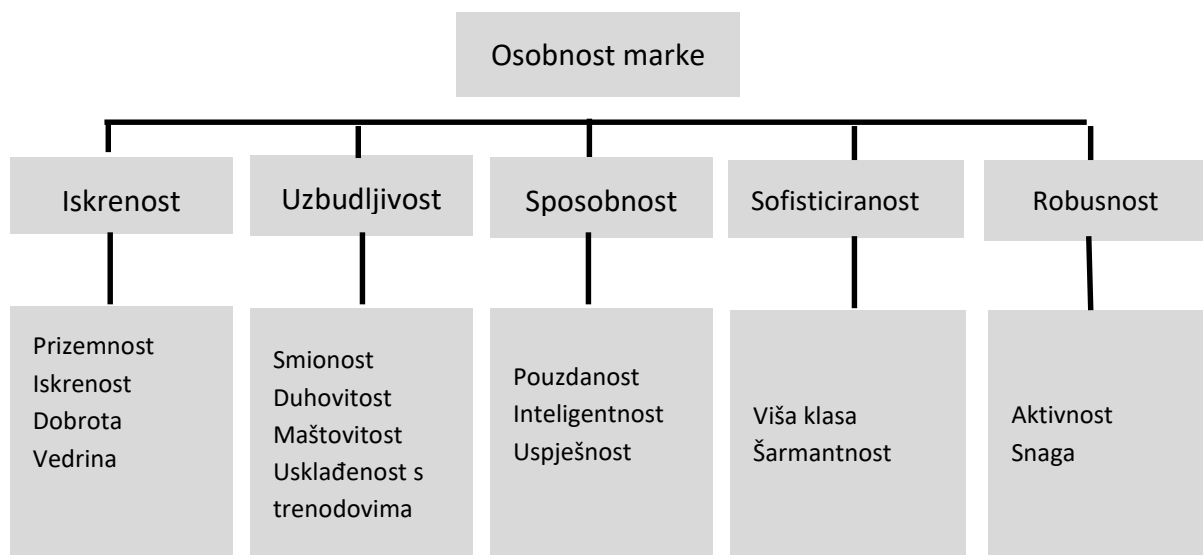 Osobnost marke
Iskrenost
Uzbudljivost
Sposobnost
Sofisticiranost
Robusnost
Prizemnost
Iskrenost
Dobrota
Vedrina
Smionost
Duhovitost
Maštovitost
Usklađenost s
trenodovima
Pouzdanost
Inteligentnost
Uspješnost
Viša klasa
Šarmantnost
Aktivnost
Snaga